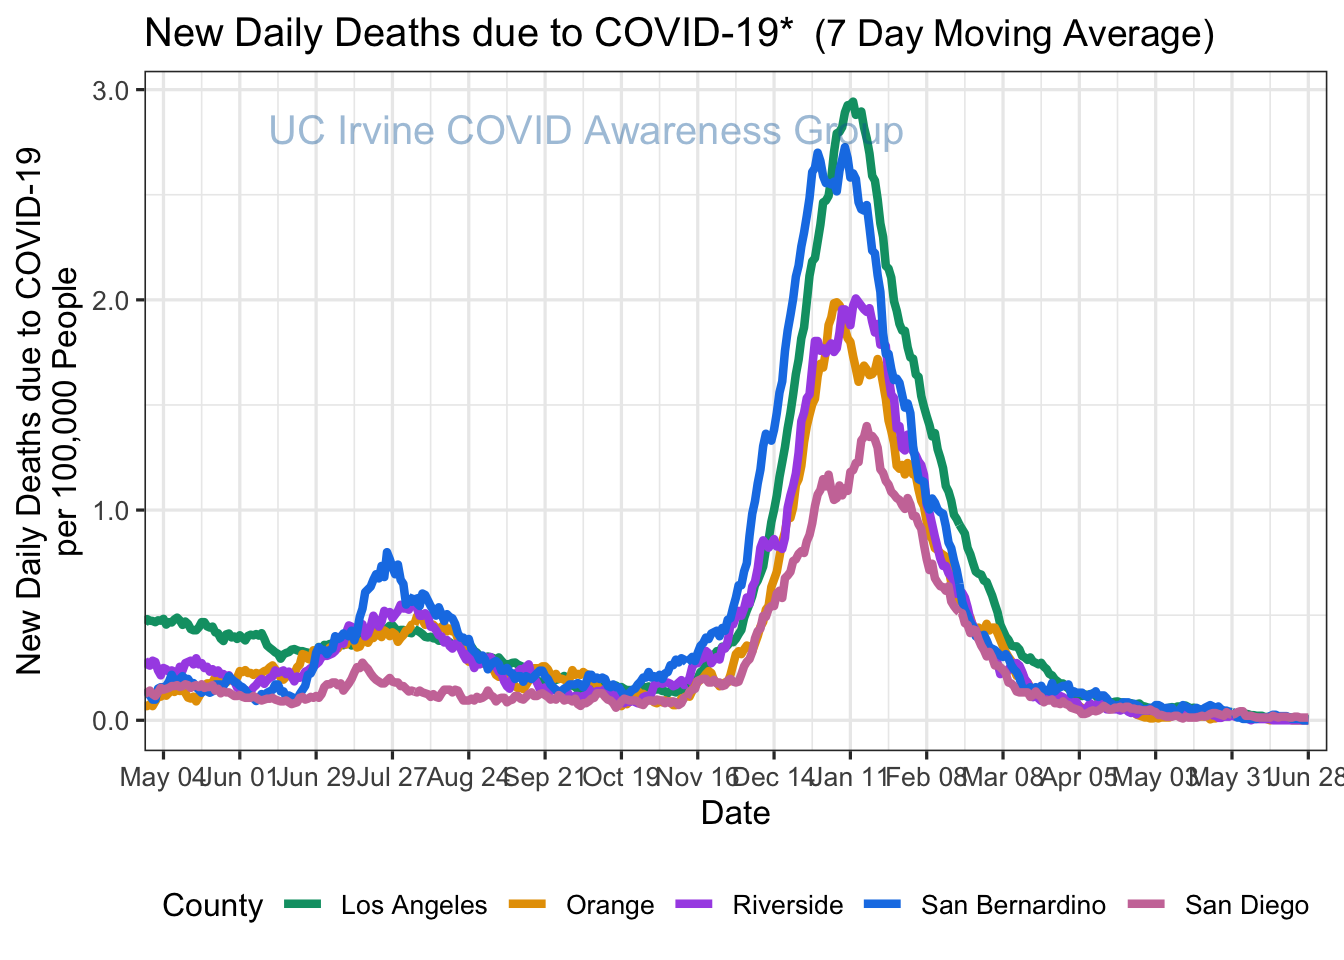 New Daily Deaths due to COVID-19* (7 Day Moving Average)
UC Irvine COVID Awareness Group
New Daily Deaths due to COVID-19
per 100,000 People
3.0
2.0
1.0
0.0
May 04 Jun 01 Jun 29 Jul 27 Aug 24 Sep 21 Oct 19 Nov 16 Dec 14 Jan 11 Feb 08 Mar 08 Apr 05 May 03 May 31 Jun 28
Date
County Los Angeles Orange Riverside San Bernardino San Diego